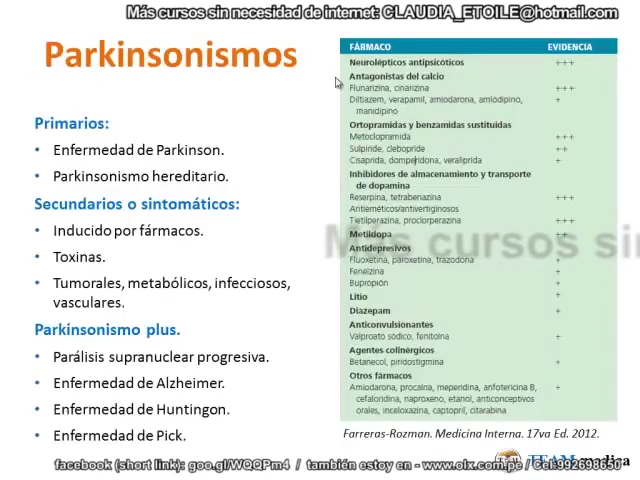 Más cursos sin necesidad de internet: CLAUDIA_ETOILE@hotmail.com
Parkinsonismos
Primarios:
• Enfermedad de Parkinson.
• Parkinsonismo hereditario.
Secundarios o sintomáticos:
• Inducido por fármacos.
• Toxinas.
• Tumorales, metabólicos, infecciosos,
vasculares.
Parkinsonismo plus.
• Parálisis supranuclear progresiva.
• Enfermedad de Alzheimer.
• Enfermedad de Huntingon.
• Enfermedad de Pick.
FÁRMACO EVIDENCIA
Neurolépticos antipsicóticos +++
Antagonistas del calcio
Flunarizina, cinarizina +++
Diltiazem, verapamil, amiodarona, amlodipino, +
manidipino
Ortopramidas y benzamidas sustituidas
Metoclopramida +++
Sulpiride, clebopride ++
Cisaprida, domperidona, veraliprida +
Inhibidores de almacenamiento y transporte
de dopamina
Reserpina, tetrabenazina +++
Antieméticos/antivertiginosos
Tietilperazina, proclorperazina +++
Metildopa ++
Antidepresivos
Fluoxetina, paroxetina, trazodona +
Fenelzina +
Bupropión +
Litio +
Diazepam +
Anticonvulsionantes
Valproato sódico, fenitoína +
Agentes colinérgicos
Betanecol, piridostigmina +
Otros fármacos
Amiodarona, procaína, meperidina, anfotericina B, +
cefaloridina, naproxeno, etanol, anticonceptivos
orales, inceloxazina, captopril, citarabina
Más cursos sin
Farreras-Rozman. Medicina Interna. 17va Ed. 2012.
TEAM medica
facebook (short link): goo.gl/WQQPm4 / también estoy en - www.olx.com.pe / Cel:992698650